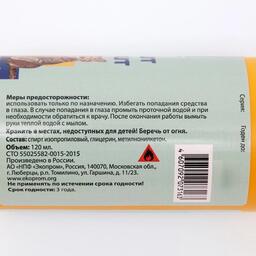 Меры предосторожности:
использовать только по назначению. Избегать попадания средства
в глаза. В случае попадания в глаза промыть проточной водой и при
необходимости обратиться к врачу. После окончания работы вымыть
руки теплой водой с мылом.
Хранить в местах, недоступных для детей! Беречь от огня.
Состав: спирт изопропиловый, глицерин, метилэтилкетон.
Объем: 120 мл.
СТО 55025582-0015-2015
Произведено в России.
АО «НПФ «Экопром», Россия, 140070, Московская обл.,
г. Люберцы, рп. Томилино, ул. Гаршина, д. 11/23.
www.ekoprom.org
Не применять по истечении срока годности!
Срок годности: 3 года.
Серия:
Годен до: